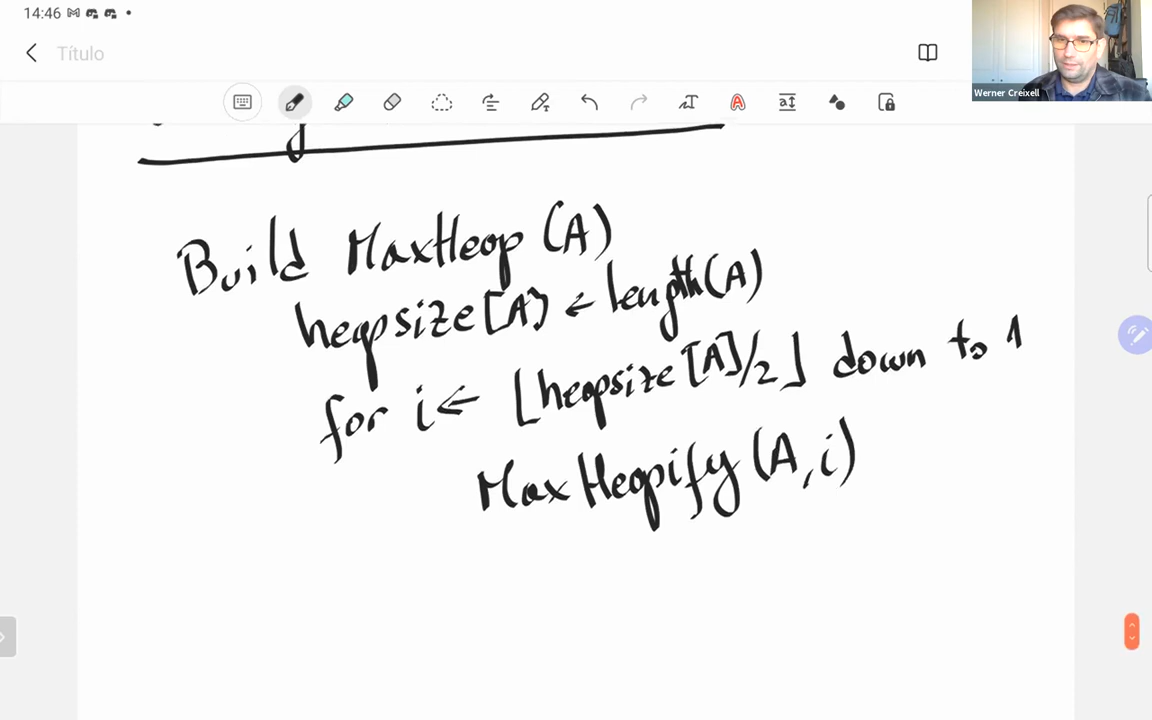 14:46
Título
Werner Creixell
Build MaxHeap (A)
heapsize[A] ← length(A)
for i ← ⌊heapsize[A]/2⌋ down to 1
MaxHeapify (A, i)